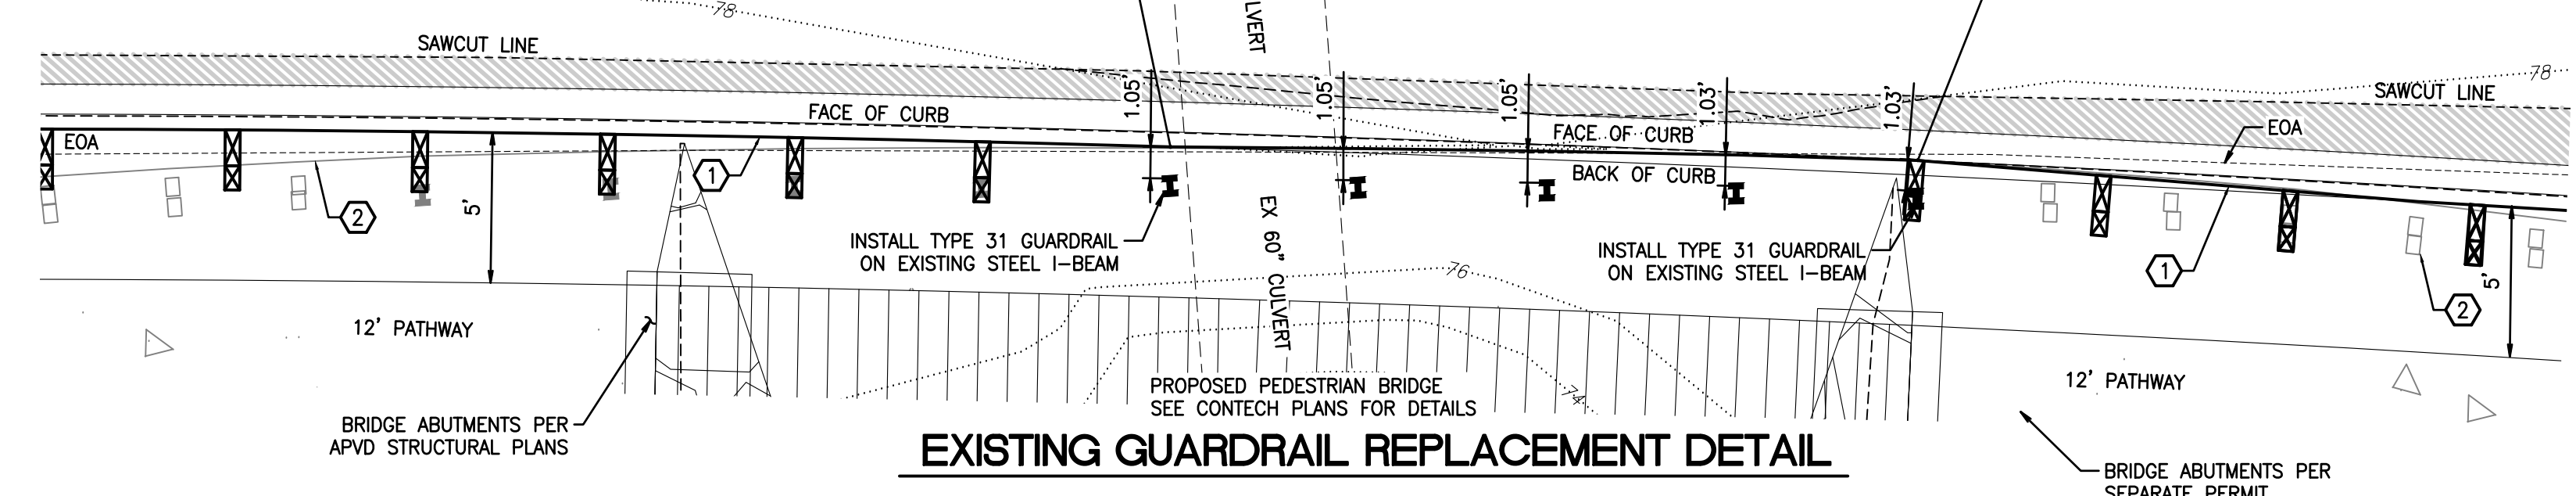 78
LVERT
78
SAWCUT LINE
SAWCUT LINE
1.05'
1.05'
1.05'
1.03'
1.03'
FACE OF CURB
FACE OF CURB
EOA
EOA
BACK OF CURB
1
2
5'
INSTALL TYPE 31 GUARDRAIL
ON EXISTING STEEL I-BEAM
EX 60" CULVERT
INSTALL TYPE 31 GUARDRAIL
ON EXISTING STEEL I-BEAM
76
1
2
5'
12' PATHWAY
12' PATHWAY
74
PROPOSED PEDESTRIAN BRIDGE
SEE CONTECH PLANS FOR DETAILS
BRIDGE ABUTMENTS PER
APVD STRUCTURAL PLANS
EXISTING GUARDRAIL REPLACEMENT DETAIL
BRIDGE ABUTMENTS PER
SEPARATE PERMIT